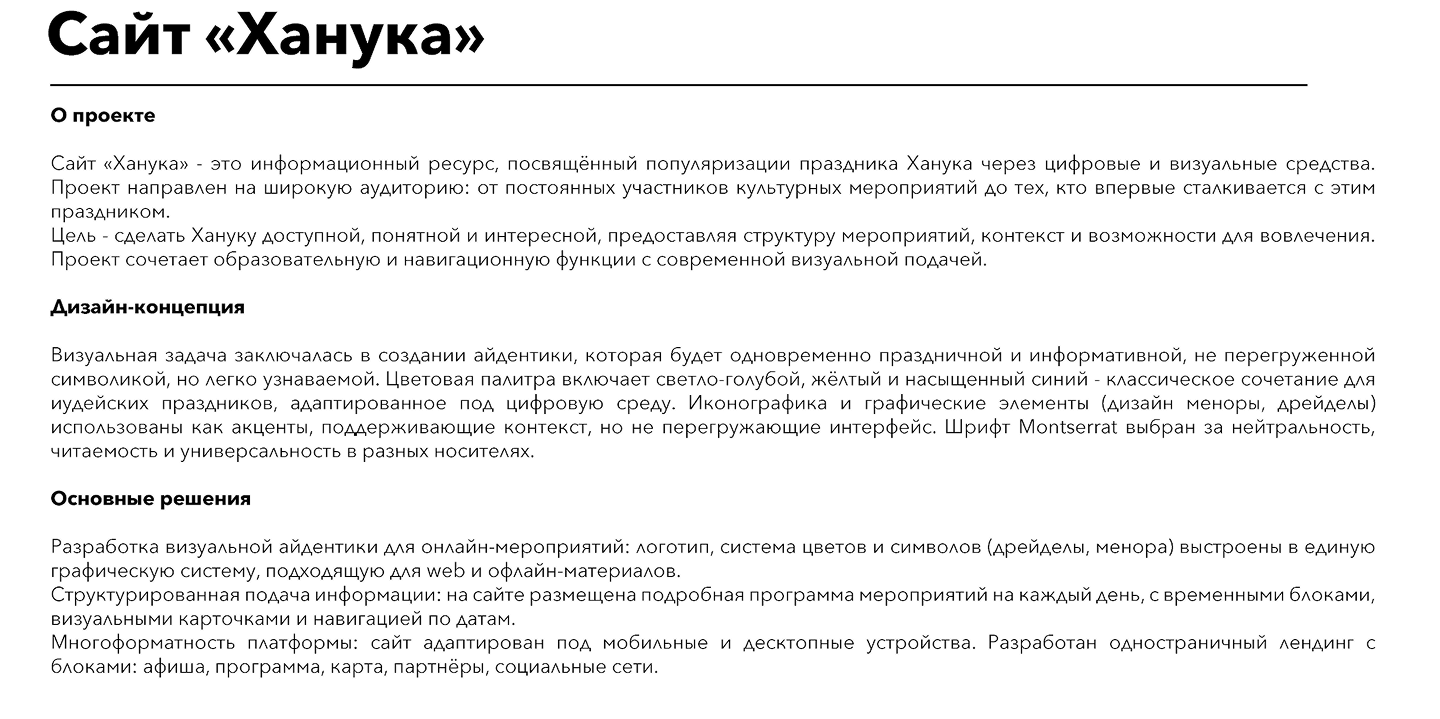 Сайт «Ханука»
О проекте
Сайт «Ханука» - это информационный ресурс, посвящённый популяризации праздника Ханука через цифровые и визуальные средства.
Проект направлен на широкую аудиторию: от постоянных участников культурных мероприятий до тех, кто впервые сталкивается с этим
праздником.
Цель - сделать Хануку доступной, понятной и интересной, предоставляя структуру мероприятий, контекст и возможности для вовлечения.
Проект сочетает образовательную и навигационную функции с современной визуальной подачей.
Дизайн-концепция
Визуальная задача заключалась в создании айдентики, которая будет одновременно праздничной и информативной, не перегруженной
символикой, но легко узнаваемой. Цветовая палитра включает светло-голубой, жёлтый и насыщенный синий - классическое сочетание для
иудейских праздников, адаптированное под цифровую среду. Иконографика и графические элементы (дизайн меноры, дрейделы)
использованы как акценты, поддерживающие контекст, но не перегружающие интерфейс. Шрифт Montserrat выбран за нейтральность,
читаемость и универсальность в разных носителях.
Основные решения
Разработка визуальной айдентики для онлайн-мероприятий: логотип, система цветов и символов (дрейделы, менора) выстроены в единую
графическую систему, подходящую для web и офлайн-материалов.
Структурированная подача информации: на сайте размещена подробная программа мероприятий на каждый день, с временными блоками,
визуальными карточками и навигацией по датам.
Многоформатность платформы: сайт адаптирован под мобильные и десктопные устройства. Разработан одностраничный лендинг с
блоками: афиша, программа, карта, партнёры, социальные сети.